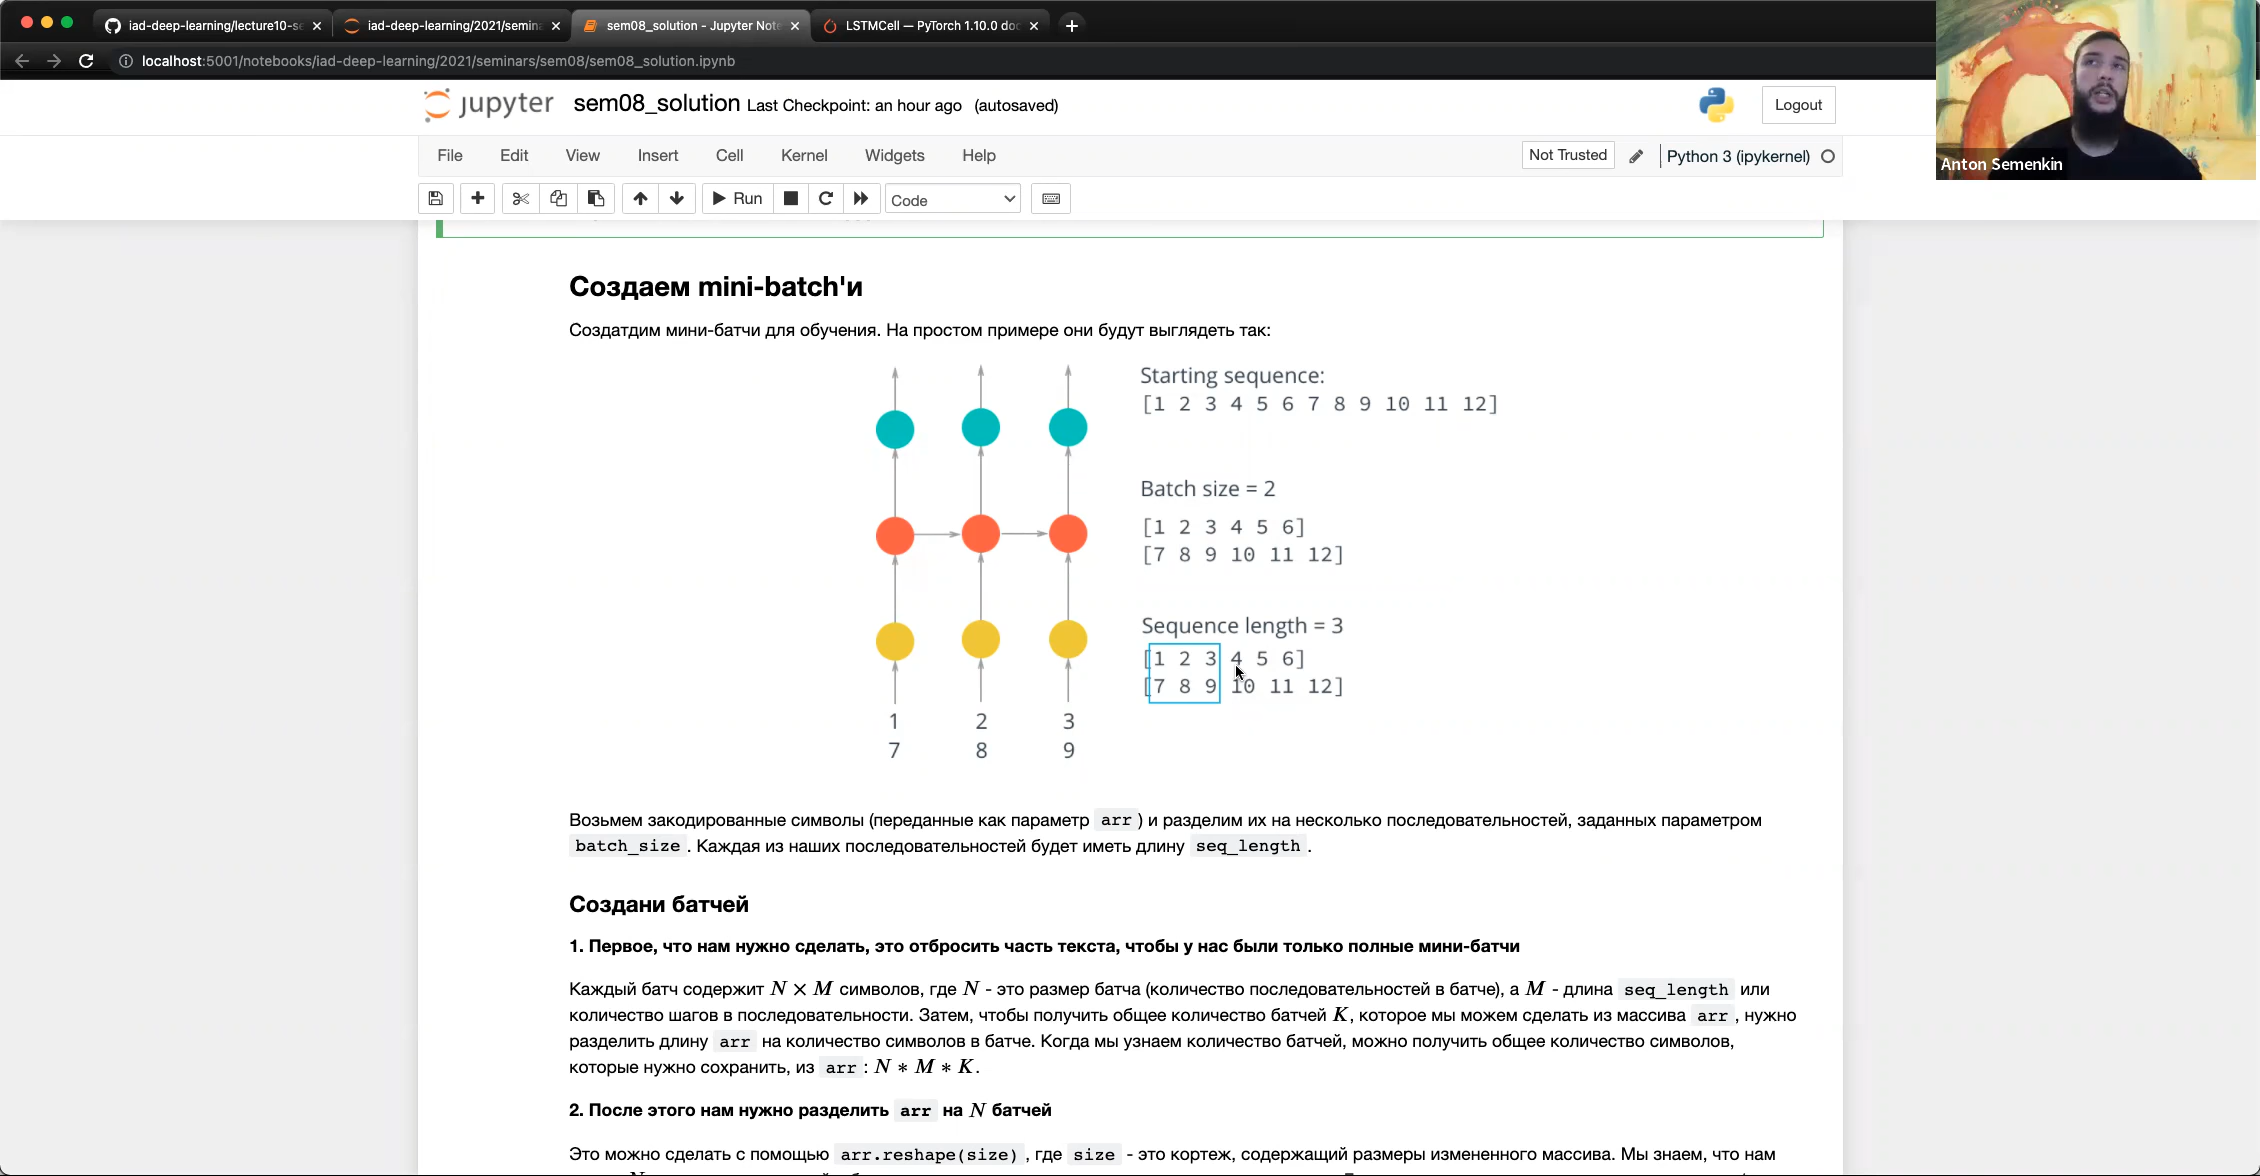 iad-deep-learning/lecture10-se
iad-deep-learning/2021/semina
sem08_solution - Jupyter Note
LSTMCell — PyTorch 1.10.0 doc
localhost:5001/notebooks/iad-deep-learning/2021/seminars/sem08/sem08_solution.ipynb
Anton Semenkin
jupyter sem08_solution Last Checkpoint: an hour ago (autosaved)
Logout
File Edit View Insert Cell Kernel Widgets Help
Not Trusted Python 3 (ipykernel)
Run Code
Создаем mini-batch'и
Создатдим мини-батчи для обучения. На простом примере они будут выглядеть так:
Starting sequence:
[1 2 3 4 5 6 7 8 9 10 11 12]
Batch size = 2
[1 2 3 4 5 6]
[7 8 9 10 11 12]
Sequence length = 3
[1 2 3 4 5 6]
[7 8 9 10 11 12]
1 2 3
7 8 9
Возьмем закодированные символы (переданные как параметр arr ) и разделим их на несколько последовательностей, заданных параметром
batch_size . Каждая из наших последовательностей будет иметь длину seq_length .
Создани батчей
1. Первое, что нам нужно сделать, это отбросить часть текста, чтобы у нас были только полные мини-батчи
Каждый батч содержит N × M символов, где N - это размер батча (количество последовательностей в батче), а M - длина seq_length или
количество шагов в последовательности. Затем, чтобы получить общее количество батчей K, которое мы можем сделать из массива arr , нужно
разделить длину arr на количество символов в батче. Когда мы узнаем количество батчей, можно получить общее количество символов,
которые нужно сохранить, из arr : N * M * K.
2. После этого нам нужно разделить arr на N батчей
Это можно сделать с помощью arr.reshape(size) , где size - это кортеж, содержащий размеры измененного массива. Мы знаем, что нам